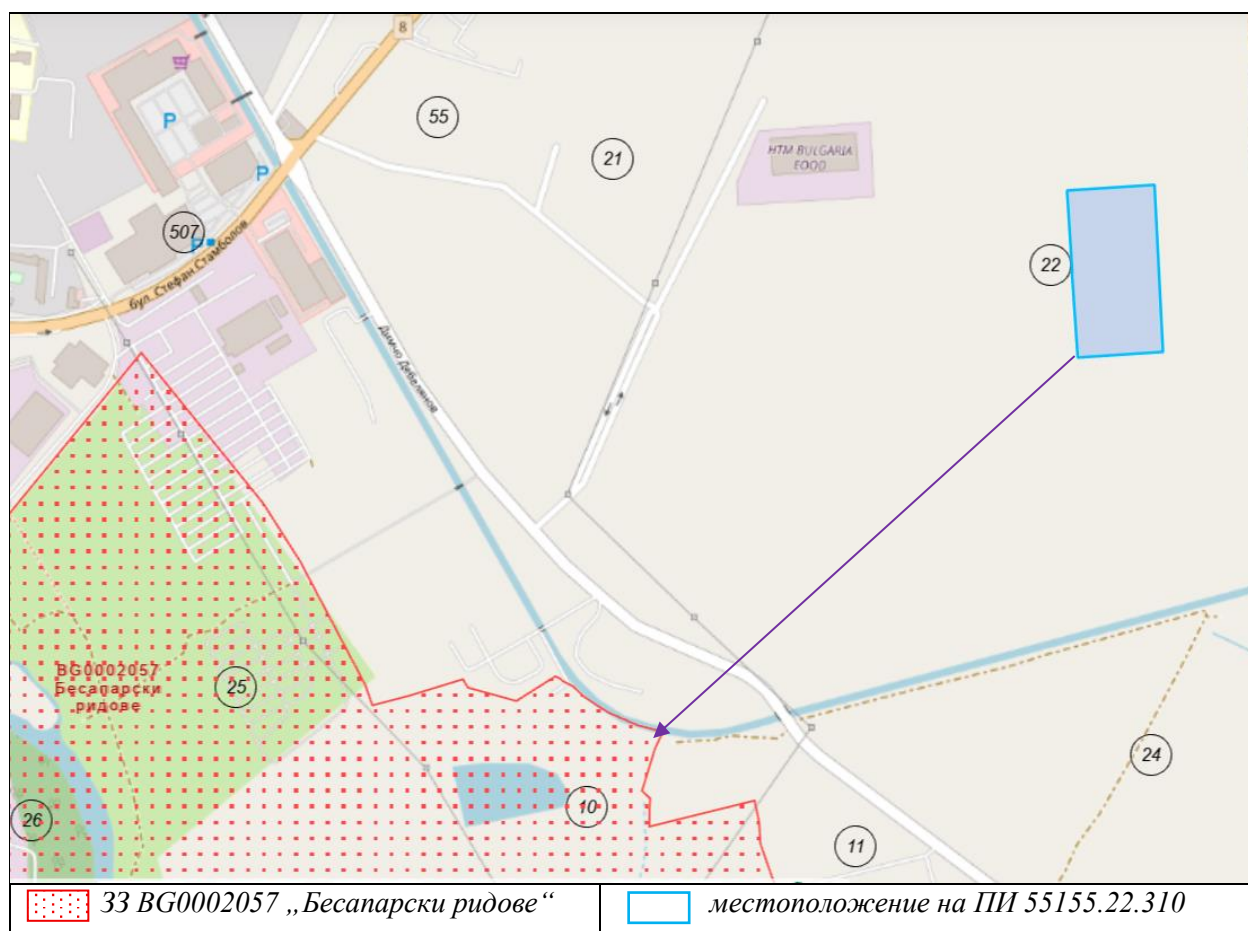 8
55
P
21
HTM BULGARIA
FOOD
P
507
P
бул. Стефан Стамболов
22
Димчо Дебелянов
BG0002057
Бесапарски
ридове
25
24
10
26
11
ЗЗ BG0002057 „Бесапарски ридове“
местоположение на ПИ 55155.22.310